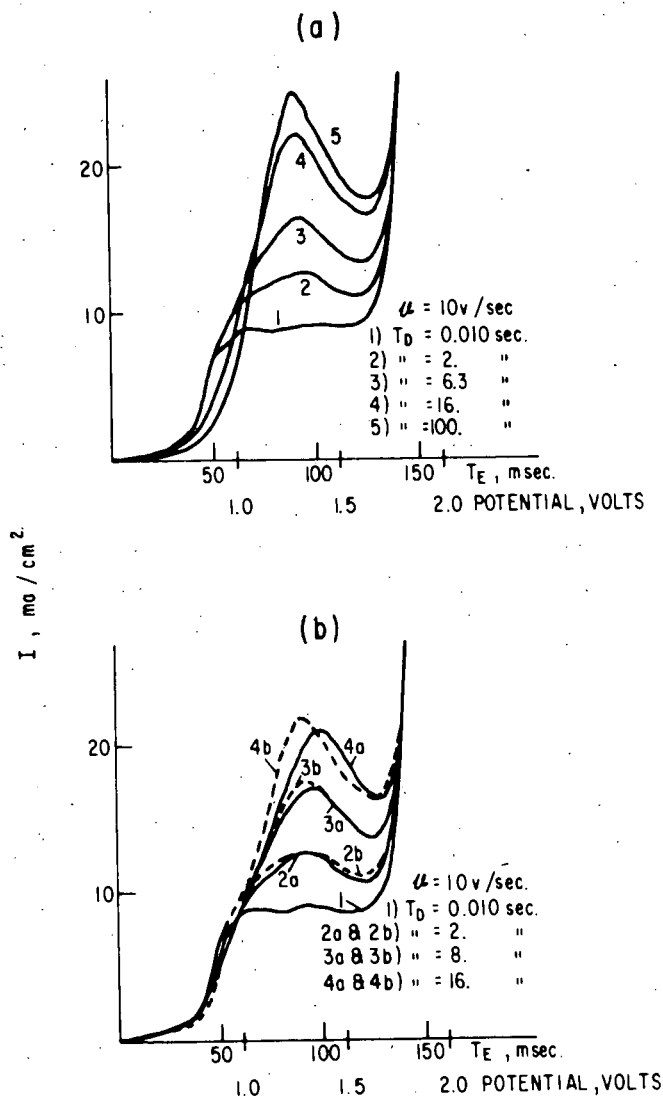 (a)
5
4
20
3
2
1
10
𝓋 = 10v/sec
1) T_D = 0.010 sec.
2) " = 2. "
3) " = 6.3 "
4) " =16. "
5) " =100. "
50 100 150 T_E, msec.
1.0 1.5 2.0 POTENTIAL, VOLTS
I, ma/cm²
(b)
20
4b 4a
3b
3a
2b
2a
1
10
𝓋 = 10v/sec.
1) T_D = 0.010 sec.
2a & 2b) " = 2. "
3a & 3b) " = 8. "
4a & 4b) " = 16. "
50 100 150 T_E, msec.
1.0 1.5 2.0 POTENTIAL, VOLTS